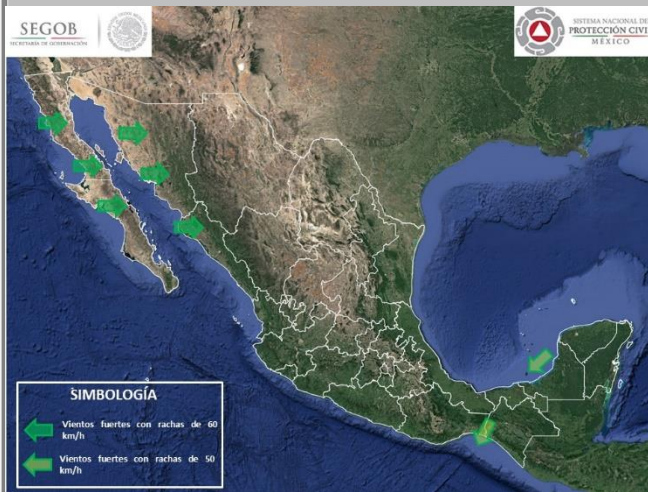 SEGOB
SECRETARÍA DE GOBERNACIÓN
SISTEMA NACIONAL DE
PROTECCIÓN CIVI
MÉXICO
SIMBOLOGÍA
Vientos fuertes con rachas de 60
km/h
Vientos fuertes con rachas de 50
km/h